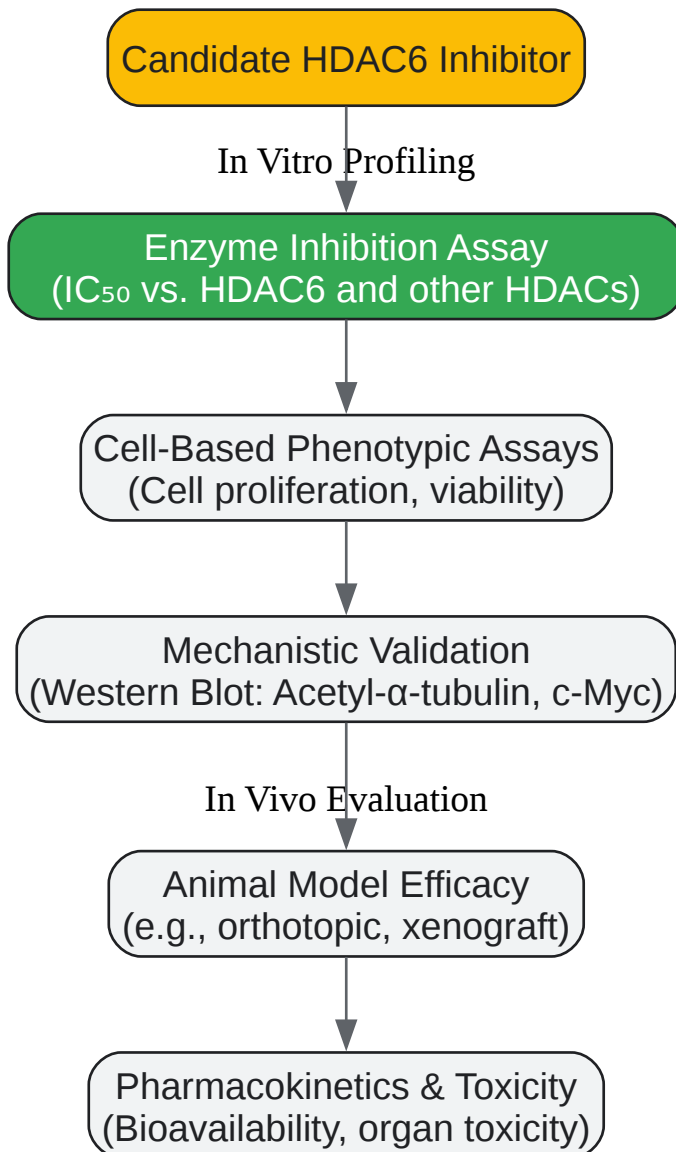 Candidate HDAC6 Inhibitor
In Vitro Profiling
Enzyme Inhibition Assay
(IC₅₀ vs. HDAC6 and other HDACs)
Cell-Based Phenotypic Assays
(Cell proliferation, viability)
Mechanistic Validation
(Western Blot: Acetyl-α-tubulin, c-Myc)
In Vivo Evaluation
Animal Model Efficacy
(e.g., orthotopic, xenograft)
Pharmacokinetics & Toxicity
(Bioavailability, organ toxicity)